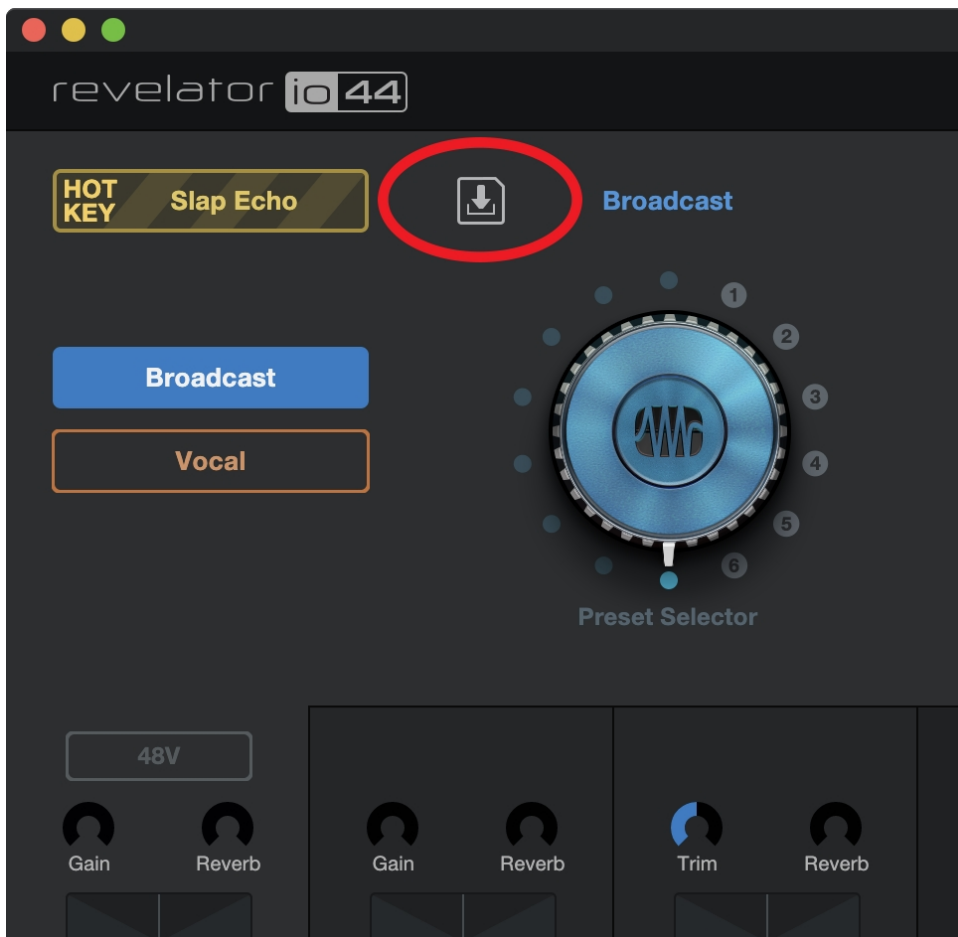 revelator io 44
HOT KEY Slap Echo
Broadcast
Broadcast
Vocal
1
2
3
4
5
6
Preset Selector
48V
Gain Reverb Gain Reverb Trim Reverb